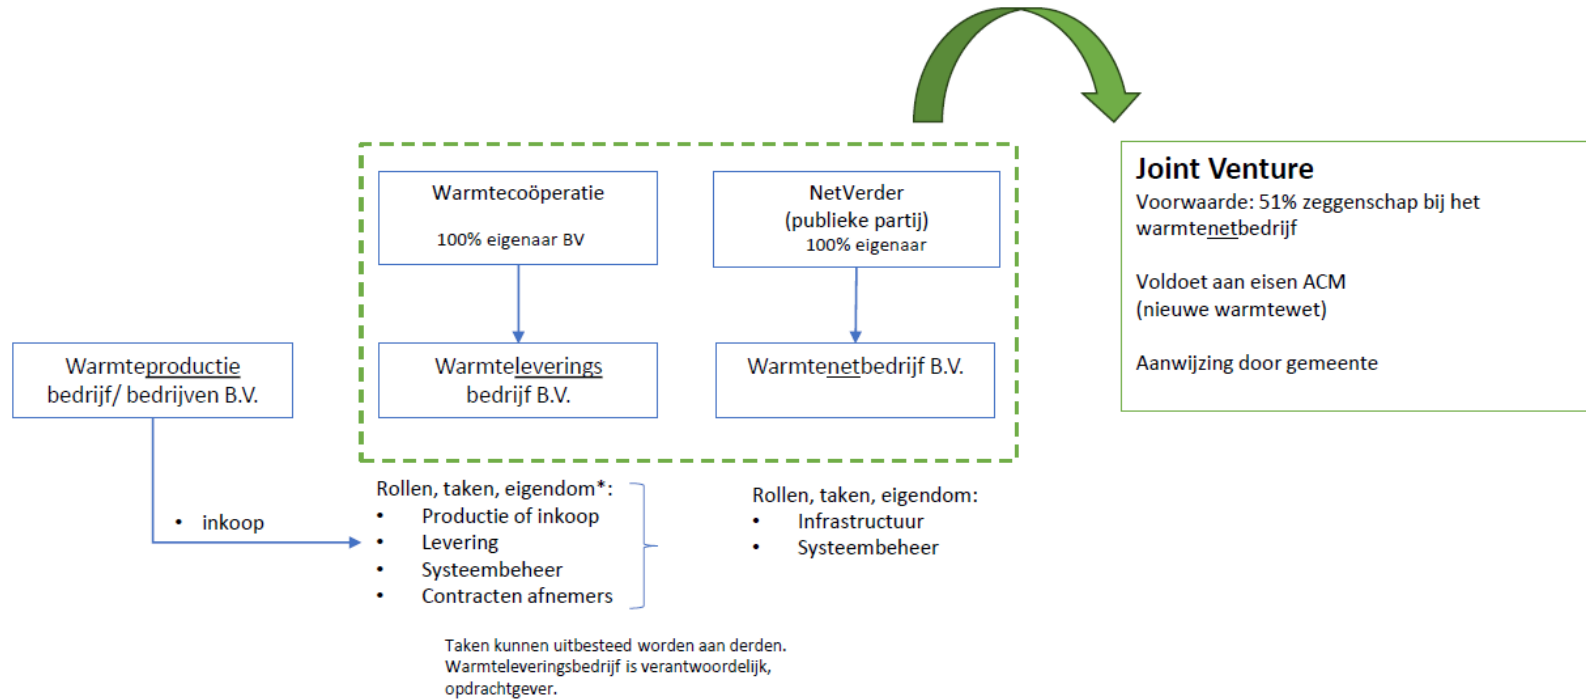 Warmtecoöperatie
100% eigenaar BV
NetVerder
(publieke partij)
100% eigenaar
Joint Venture
Voorwaarde: 51% zeggenschap bij het
warmtenetbedrijf
Voldoet aan eisen ACM
(nieuwe warmtewet)
Aanwijzing door gemeente
Warmteproductie
bedrijf/ bedrijven B.V.
Warmteleverings
bedrijf B.V.
Warmtenetbedrijf B.V.
• inkoop
Rollen, taken, eigendom*:
• Productie of inkoop
• Levering
• Systeembeheer
• Contracten afnemers
Rollen, taken, eigendom:
• Infrastructuur
• Systeembeheer
Taken kunnen uitbesteed worden aan derden.
Warmteleveringsbedrijf is verantwoordelijk,
opdrachtgever.